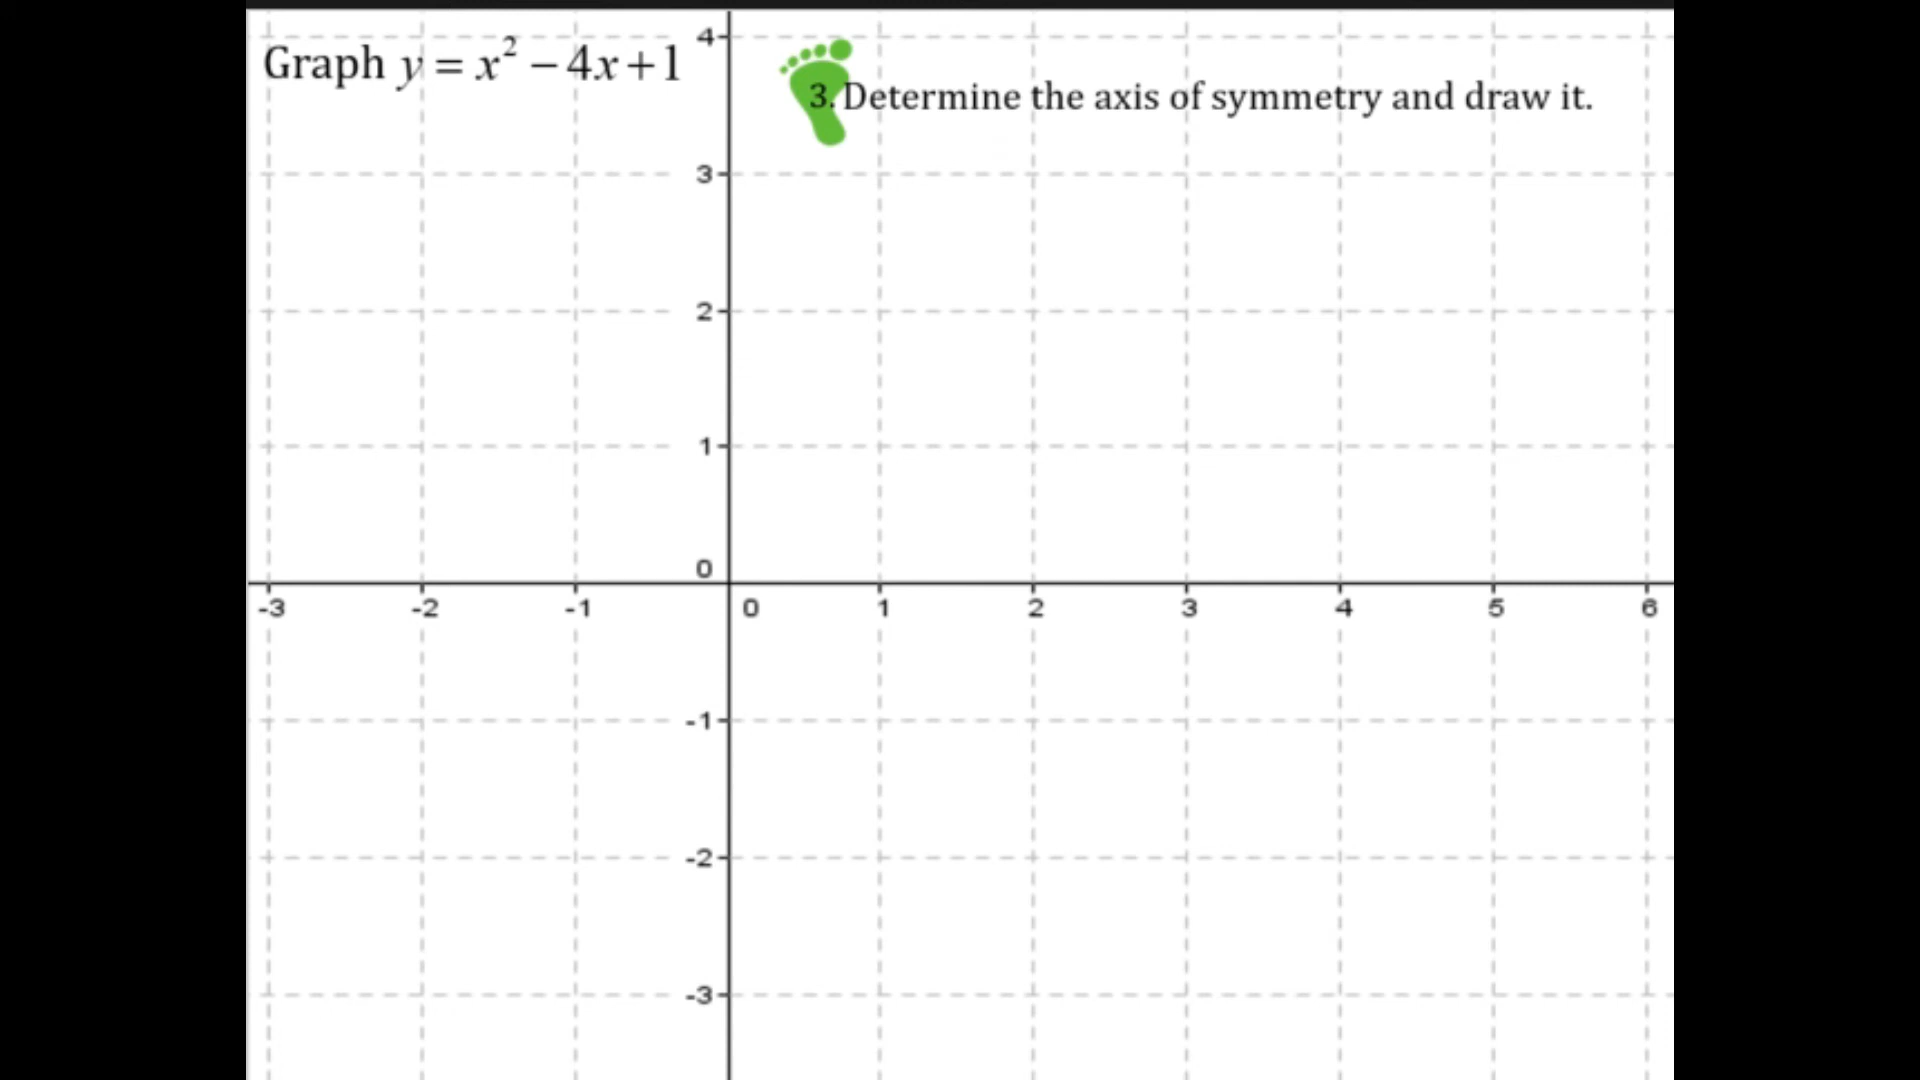 Graph y = x² − 4x+1
3. Determine the axis of symmetry and draw it.
4
3
2
1
0
-3 -2 -1 0 1 2 3 4 5 6
-1
-2
-3